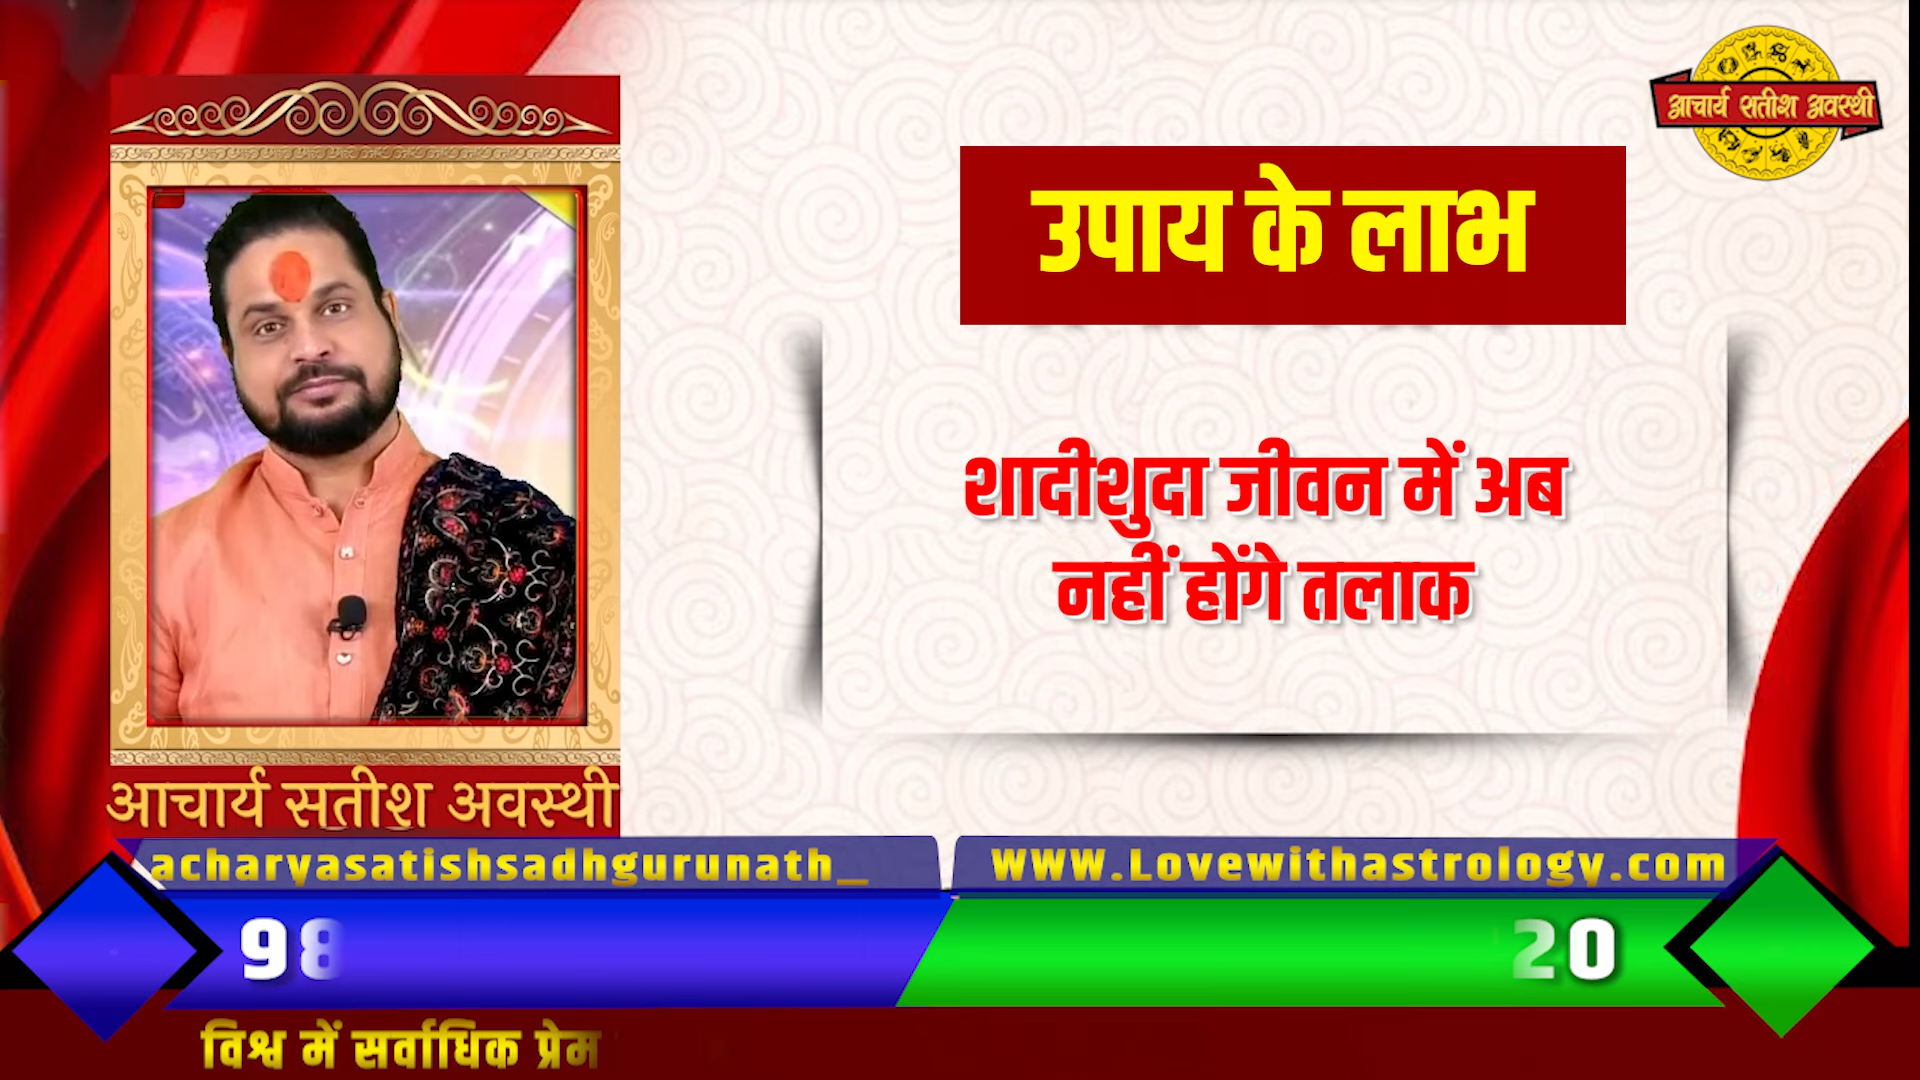 आचार्य सतीश अवस्थी
उपाय के लाभ
शादीशुदा जीवन में अब
नहीं होंगे तलाक
आचार्य सतीश अवस्थी
acharyasatishsadhgurunath_
WWW.Lovewithastrology.com
98
20
विश्व में सर्वाधिक प्रेम